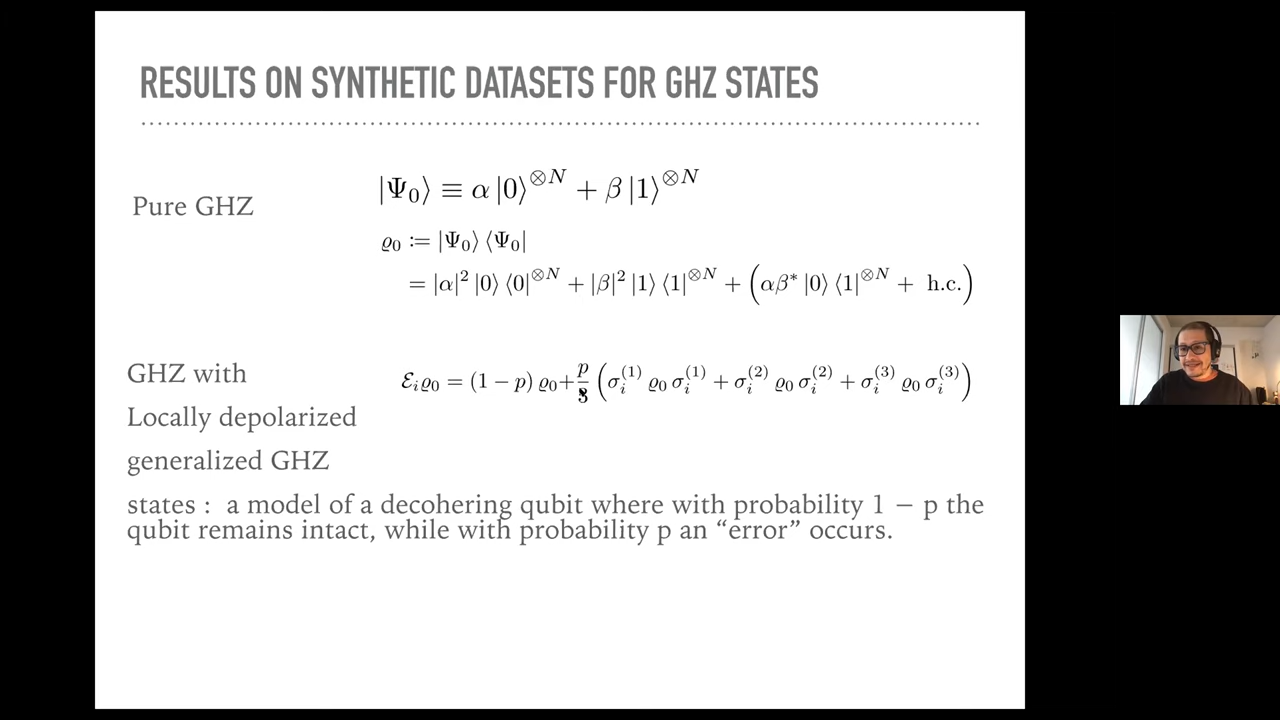 RESULTS ON SYNTHETIC DATASETS FOR GHZ STATES
Pure GHZ
|Ψ₀⟩ ≡ α |0⟩^{⊗N} + β |1⟩^{⊗N}
ϱ₀ := |Ψ₀⟩ ⟨Ψ₀|
= |α|² |0⟩ ⟨0|^{⊗N} + |β|² |1⟩ ⟨1|^{⊗N} + (αβ* |0⟩ ⟨1|^{⊗N} + h.c.)
GHZ with
ℰᵢϱ₀ = (1 − p) ϱ₀+p/3 (σᵢ^{(1)} ϱ₀ σᵢ^{(1)} + σᵢ^{(2)} ϱ₀ σᵢ^{(2)} + σᵢ^{(3)} ϱ₀ σᵢ^{(3)})
Locally depolarized
generalized GHZ
states : a model of a decohering qubit where with probability 1 − p the
qubit remains intact, while with probability p an “error” occurs.